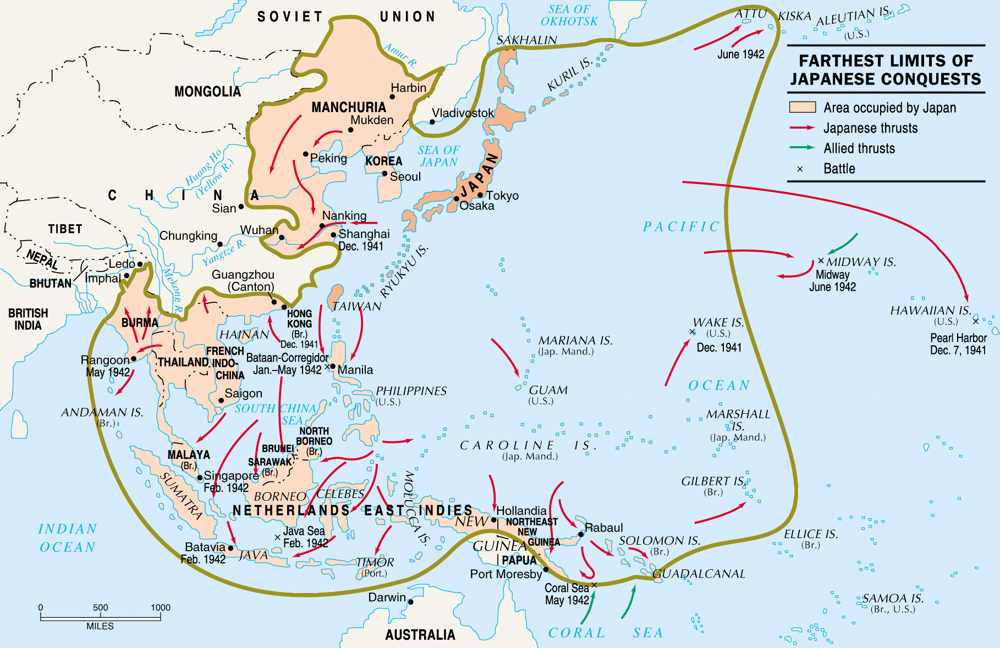 SOVIET UNION
SEA OF
OKHOTSK
ATTU
KISKA
ALEUTIAN IS.
(U.S.)
June 1942
SAKHALIN
KURIL IS.
Amur R.
FARTHEST LIMITS OF
JAPANESE CONQUESTS
Area occupied by Japan
Japanese thrusts
Allied thrusts
Battle
MONGOLIA
MANCHURIA
Harbin
Mukden
Vladivostok
Peking
KOREA
Seoul
SEA OF
JAPAN
JAPAN
Tokyo
Osaka
Huang Ho
(Yellow R.)
CHINA
Sian
Nanking
Wuhan
Shanghai
Dec. 1941
TIBET
Chungking
Yangtze R.
NEPAL
Ledo
Imphal
BHUTAN
Mekong R.
Guangzhou
(Canton)
RYUKYU IS.
TAIWAN
PACIFIC
OCEAN
MIDWAY IS.
Midway
June 1942
HAWAIIAN IS.
(U.S.)
Pearl Harbor
Dec. 7, 1941
WAKE IS.
(U.S.)
Dec. 1941
BRITISH
INDIA
BURMA
HONG
KONG
(Br.)
Dec. 1941
HAINAN
FRENCH
INDO-
CHINA
THAILAND
Rangoon
May 1942
Bataan-Corregidor
Jan.–May 1942
Manila
MARIANA IS.
(Jap. Mand.)
GUAM
(U.S.)
PHILIPPINES
(U.S.)
Saigon
SOUTH CHINA
SEA
ANDAMAN IS.
(Br.)
MARSHALL
IS.
(Jap. Mand.)
NORTH
BORNEO
(Br.)
BRUNEI
SARAWAK
(Br.)
CAROLINE IS.
(Jap. Mand.)
MALAYA
(Br.)
Singapore
Feb. 1942
SUMATRA
BORNEO
CELEBES
MOLUCCA IS.
GILBERT IS.
(Br.)
NETHERLANDS EAST INDIES
NEW
GUINEA
Hollandia
NORTHEAST
NEW
GUINEA
Rabaul
SOLOMON IS.
(Br.)
ELLICE IS.
(Br.)
INDIAN
OCEAN
Java Sea
Feb. 1942
Batavia
Feb. 1942
JAVA
TIMOR
(Port.)
PAPUA
Port Moresby
GUADALCANAL
Coral Sea
May 1942
Darwin
SAMOA IS.
(Br., U.S.)
0 500 1000
MILES
AUSTRALIA
CORAL SEA